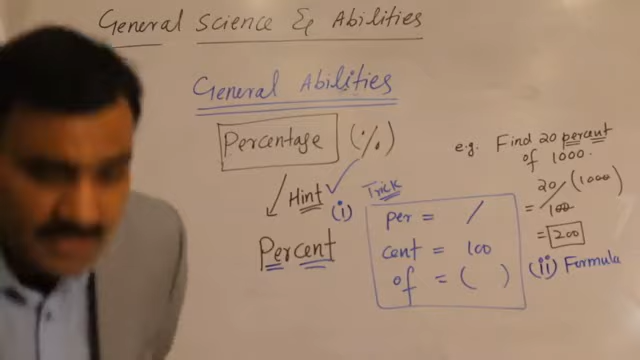 General Science & Abilities
General Abilities
Percentage (%)
Hint
Percent
(i) Trick
per = /
cent = 100
of = ( )
e.g. Find 20 percent
of 1000.
20/100 (1000)
= 200
(ii) Formula